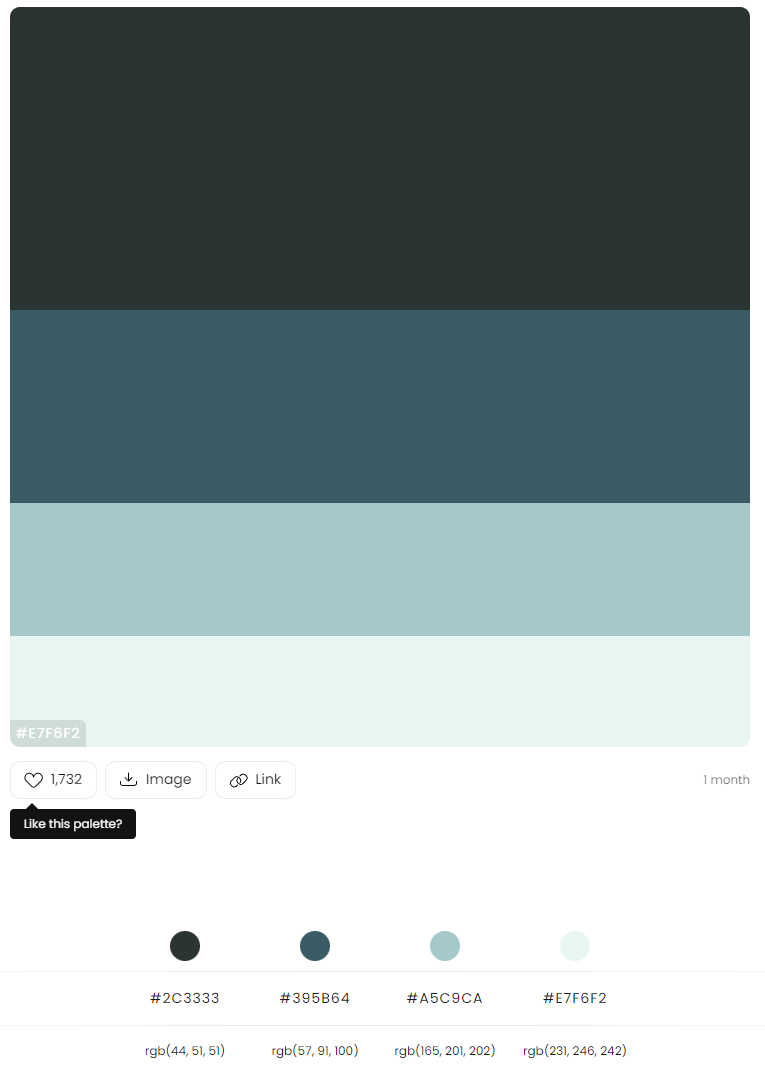 #E7F6F2
1,732 Image Link 1 month
Like this palette?
#2C3333 #395B64 #A5C9CA #E7F6F2
rgb(44, 51, 51) rgb(57, 91, 100) rgb(165, 201, 202) rgb(231, 246, 242)